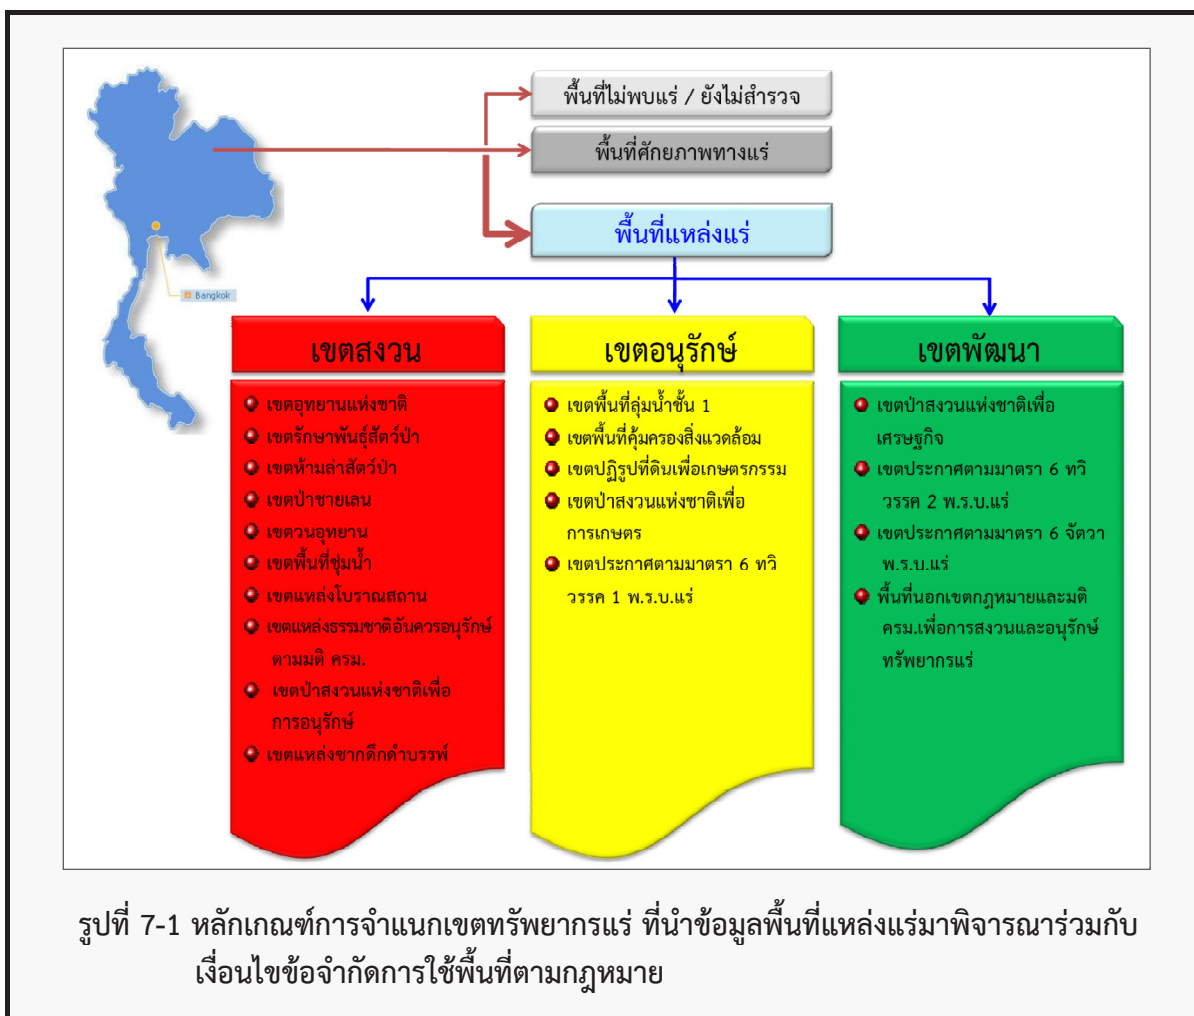 พื้นที่ไม่พบแร่ / ยังไม่สำรวจ
พื้นที่ศักยภาพทางแร่
พื้นที่แหล่งแร่
Bangkok
เขตสงวน
เขตอุทยานแห่งชาติ
เขตรักษาพันธุ์สัตว์ป่า
เขตห้ามล่าสัตว์ป่า
เขตป่าชายเลน
เขตวนอุทยาน
เขตพื้นที่ชุ่มน้ำ
เขตแหล่งโบราณสถาน
เขตแหล่งธรรมชาติอันควรอนุรักษ์
ตามมติ ครม.
เขตป่าสงวนแห่งชาติเพื่อ
การอนุรักษ์
เขตแหล่งซากดึกดำบรรพ์
เขตอนุรักษ์
เขตพื้นที่ลุ่มน้ำชั้น 1
เขตพื้นที่คุ้มครองสิ่งแวดล้อม
เขตปฏิรูปที่ดินเพื่อเกษตรกรรม
เขตป่าสงวนแห่งชาติเพื่อ
การเกษตร
เขตประกาศตามมาตรา 6 ทวิ
วรรค 1 พ.ร.บ.แร่
เขตพัฒนา
เขตป่าสงวนแห่งชาติเพื่อ
เศรษฐกิจ
เขตประกาศตามมาตรา 6 ทวิ
วรรค 2 พ.ร.บ.แร่
เขตประกาศตามมาตรา 6 จัตวา
พ.ร.บ.แร่
พื้นที่นอกเขตกฎหมายและมติ
ครม.เพื่อการสงวนและอนุรักษ์
ทรัพยากรแร่
รูปที่ 7-1 หลักเกณฑ์การจำแนกเขตทรัพยากรแร่ ที่นำข้อมูลพื้นที่แหล่งแร่มาพิจารณาร่วมกับ
เงื่อนไขข้อจำกัดการใช้พื้นที่ตามกฎหมาย